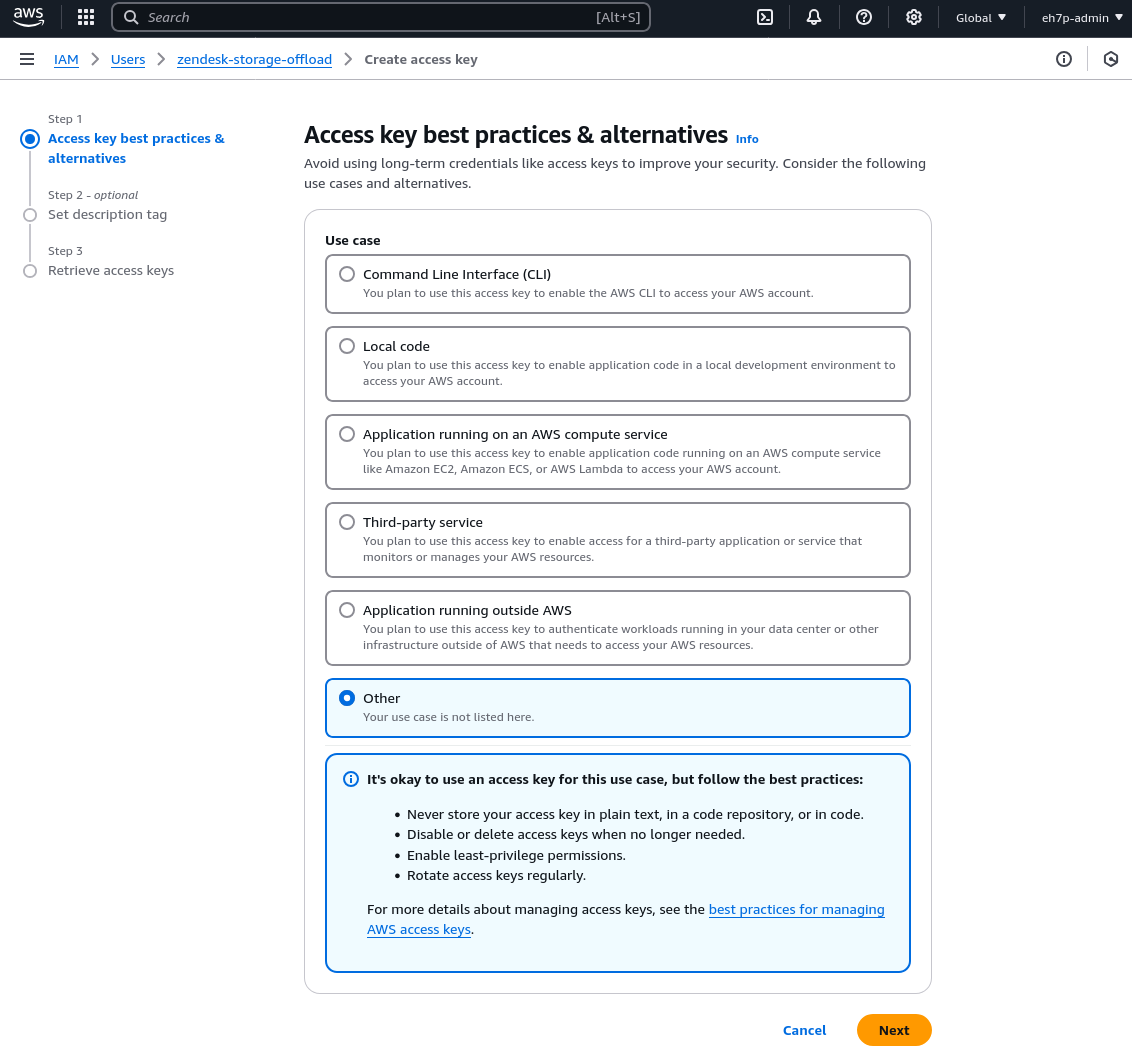 aws
Search [Alt+S]
Global
eh7p-admin
IAM
Users
zendesk-storage-offload
Create access key
Step 1
Access key best practices &
alternatives
Step 2 - optional
Set description tag
Step 3
Retrieve access keys
Access key best practices & alternatives Info
Avoid using long-term credentials like access keys to improve your security. Consider the following
use cases and alternatives.
Use case
Command Line Interface (CLI)
You plan to use this access key to enable the AWS CLI to access your AWS account.
Local code
You plan to use this access key to enable application code in a local development environment to
access your AWS account.
Application running on an AWS compute service
You plan to use this access key to enable application code running on an AWS compute service
like Amazon EC2, Amazon ECS, or AWS Lambda to access your AWS account.
Third-party service
You plan to use this access key to enable access for a third-party application or service that
monitors or manages your AWS resources.
Application running outside AWS
You plan to use this access key to authenticate workloads running in your data center or other
infrastructure outside of AWS that needs to access your AWS resources.
Other
Your use case is not listed here.
It's okay to use an access key for this use case, but follow the best practices:
• Never store your access key in plain text, in a code repository, or in code.
• Disable or delete access keys when no longer needed.
• Enable least-privilege permissions.
• Rotate access keys regularly.
For more details about managing access keys, see the best practices for managing
AWS access keys.
Cancel
Next